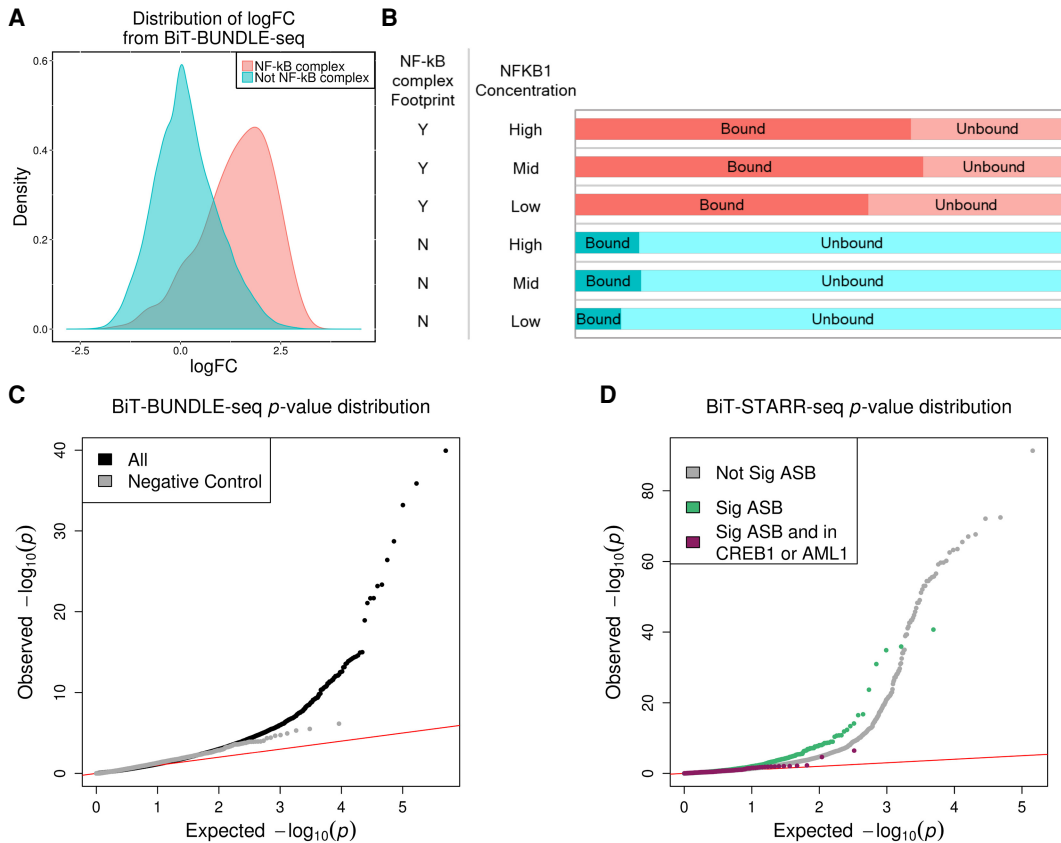 A
Distribution of logFC
from BiT-BUNDLE-seq
NF-kB complex
Not NF-kB complex
0.6
0.4
0.2
0.0
Density
-2.5
0.0
2.5
logFC
B
NF-kB
complex
Footprint
NFKB1
Concentration
Y High Bound Unbound
Y Mid Bound Unbound
Y Low Bound Unbound
N High Bound Unbound
N Mid Bound Unbound
N Low Bound Unbound
C
BiT-BUNDLE-seq p-value distribution
All
Negative Control
40
30
20
10
0
Observed −log₁₀(p)
0 1 2 3 4 5
Expected −log₁₀(p)
D
BiT-STARR-seq p-value distribution
Not Sig ASB
Sig ASB
Sig ASB and in
CREB1 or AML1
80
60
40
20
0
Observed −log₁₀(p)
0 1 2 3 4 5
Expected −log₁₀(p)